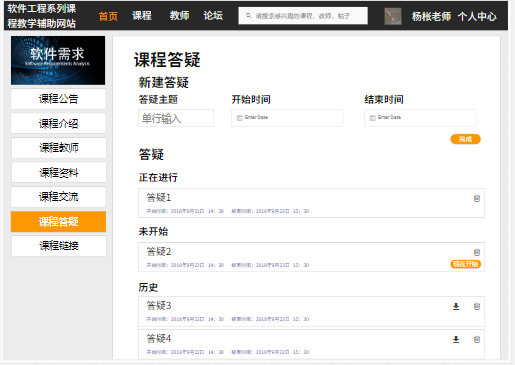 软件工程系列课
程教学辅助网站
首页 课程 教师 论坛 请搜索感兴趣的课程、教师、帖子 杨枨老师 个人中心
软件需求
Software Requirements Analysis
课程公告
课程介绍
课程教师
课程资料
课程交流
课程答疑
课程链接
课程答疑
新建答疑
答疑主题 开始时间 结束时间
单行输入 Enter Date Enter Date
完成
答疑
正在进行
答疑1
开始时间：2018年9月22日 14：30 结束时间：2018年9月22日 15：30
未开始
答疑2
开始时间：2018年9月22日 14：30 结束时间：2018年9月22日 15：30
现在开始
历史
答疑3
开始时间：2018年9月22日 14：30 结束时间：2018年9月22日 15：30
答疑4
开始时间：2018年9月22日 14：30 结束时间：2018年9月22日 15：30